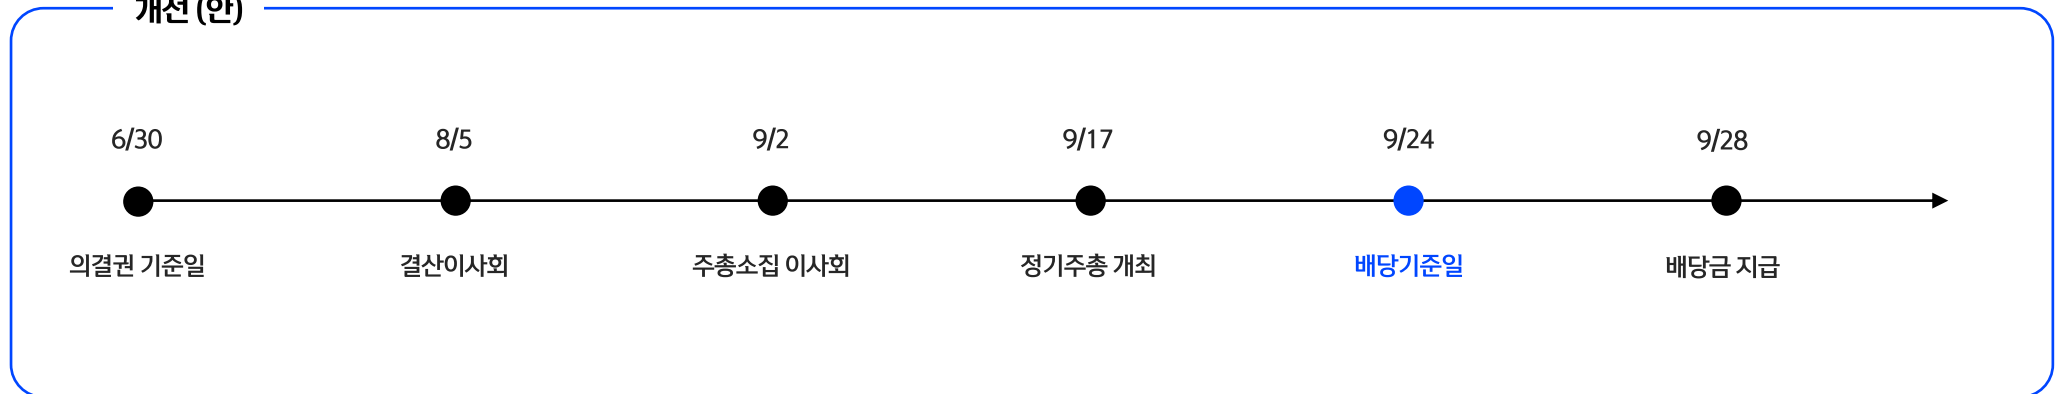 개선 (안)
6/30 8/5 9/2 9/17 9/24 9/28
의결권 기준일 결산이사회 주총소집 이사회 정기주총 개최 배당기준일 배당금 지급